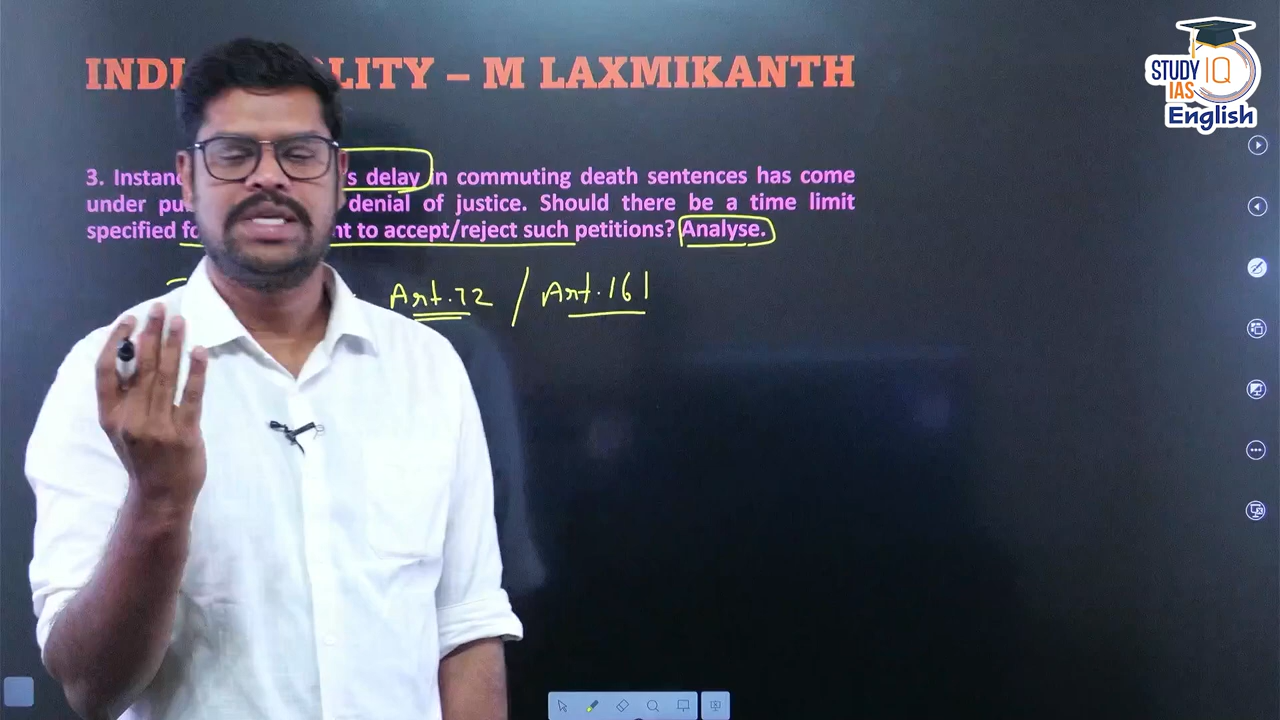 INDI LITY – M LAXMIKANTH
STUDY IQ
IAS
English
3. Instanc s delay in commuting death sentences has come
under pu denial of justice. Should there be a time limit
specified fo nt to accept/reject such petitions? Analyse.
Art.72 / Art.161